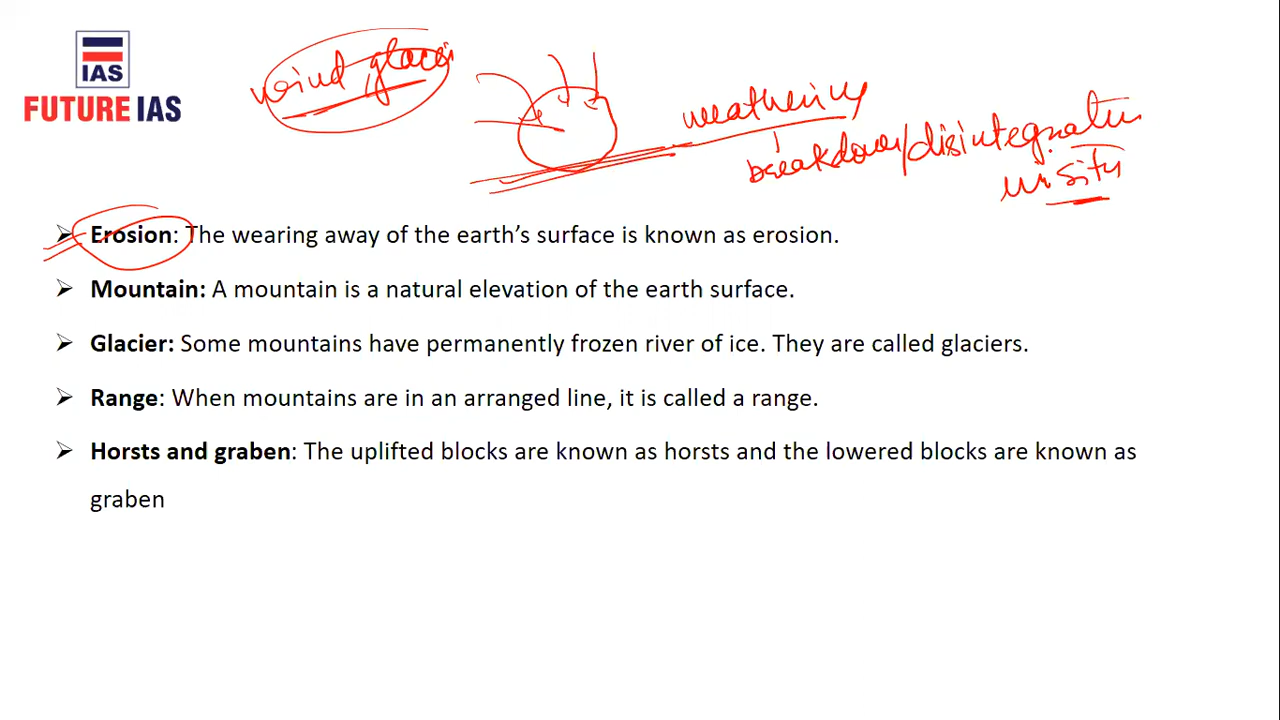 IAS
FUTURE IAS
wind glacier
weathering
breakdown/disintegration
in situ
➤ Erosion: The wearing away of the earth’s surface is known as erosion.
➤ Mountain: A mountain is a natural elevation of the earth surface.
➤ Glacier: Some mountains have permanently frozen river of ice. They are called glaciers.
➤ Range: When mountains are in an arranged line, it is called a range.
➤ Horsts and graben: The uplifted blocks are known as horsts and the lowered blocks are known as
graben